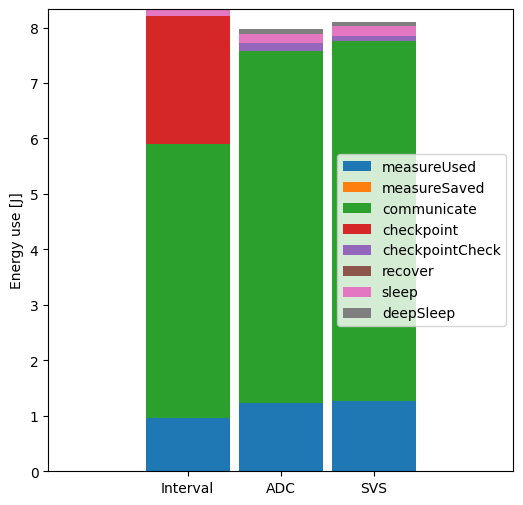 8
7
6
5
4
3
2
1
0
Energy use [J]
measureUsed
measureSaved
communicate
checkpoint
checkpointCheck
recover
sleep
deepSleep
Interval ADC SVS